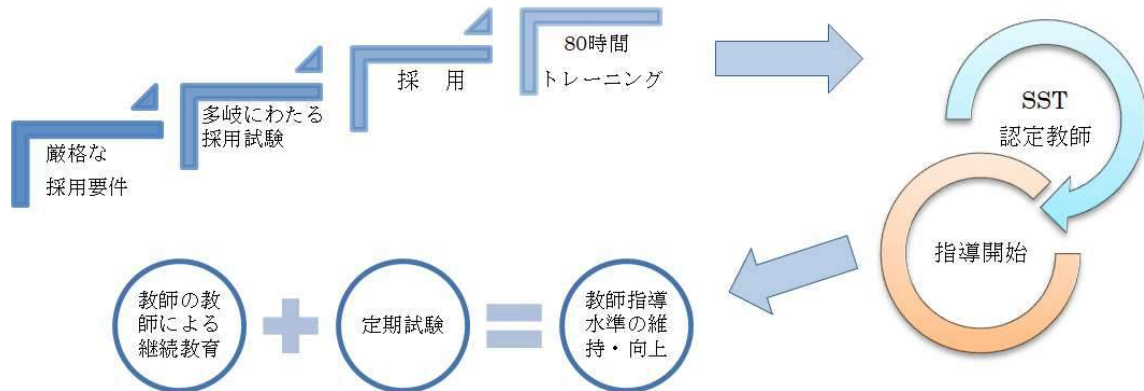 厳格な
採用要件
多岐にわたる
採用試験
採　用
80時間
トレーニング
SST
認定教師
指導開始
教師の教
師による
継続教育
定期試験
教師指導
水準の維
持・向上